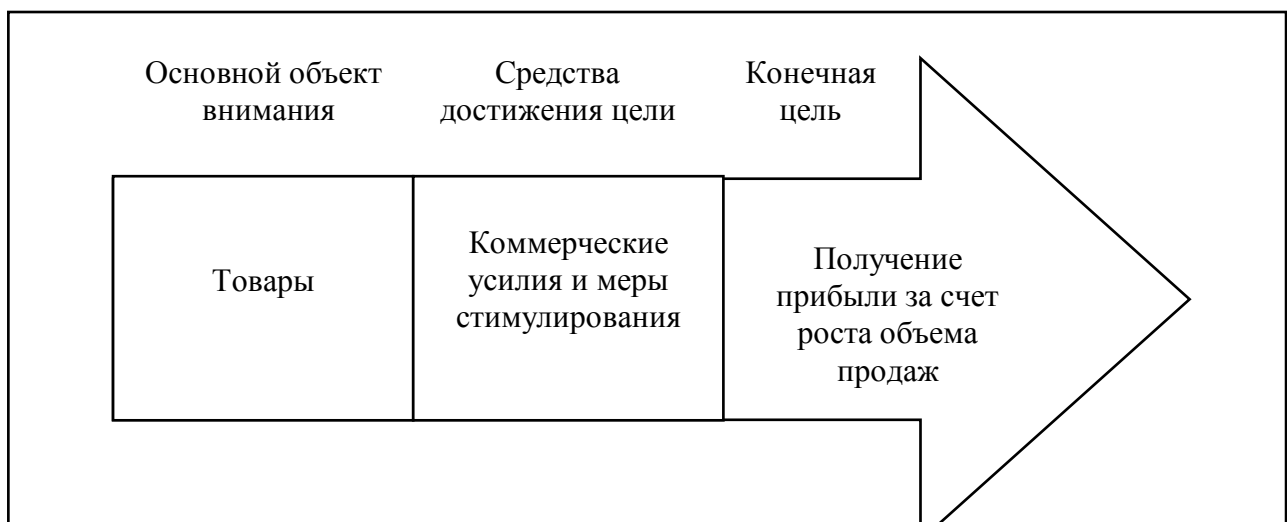 Основной объект
внимания
Средства
достижения цели
Конечная
цель
Товары
Коммерческие
усилия и меры
стимулирования
Получение
прибыли за счет
роста объема
продаж